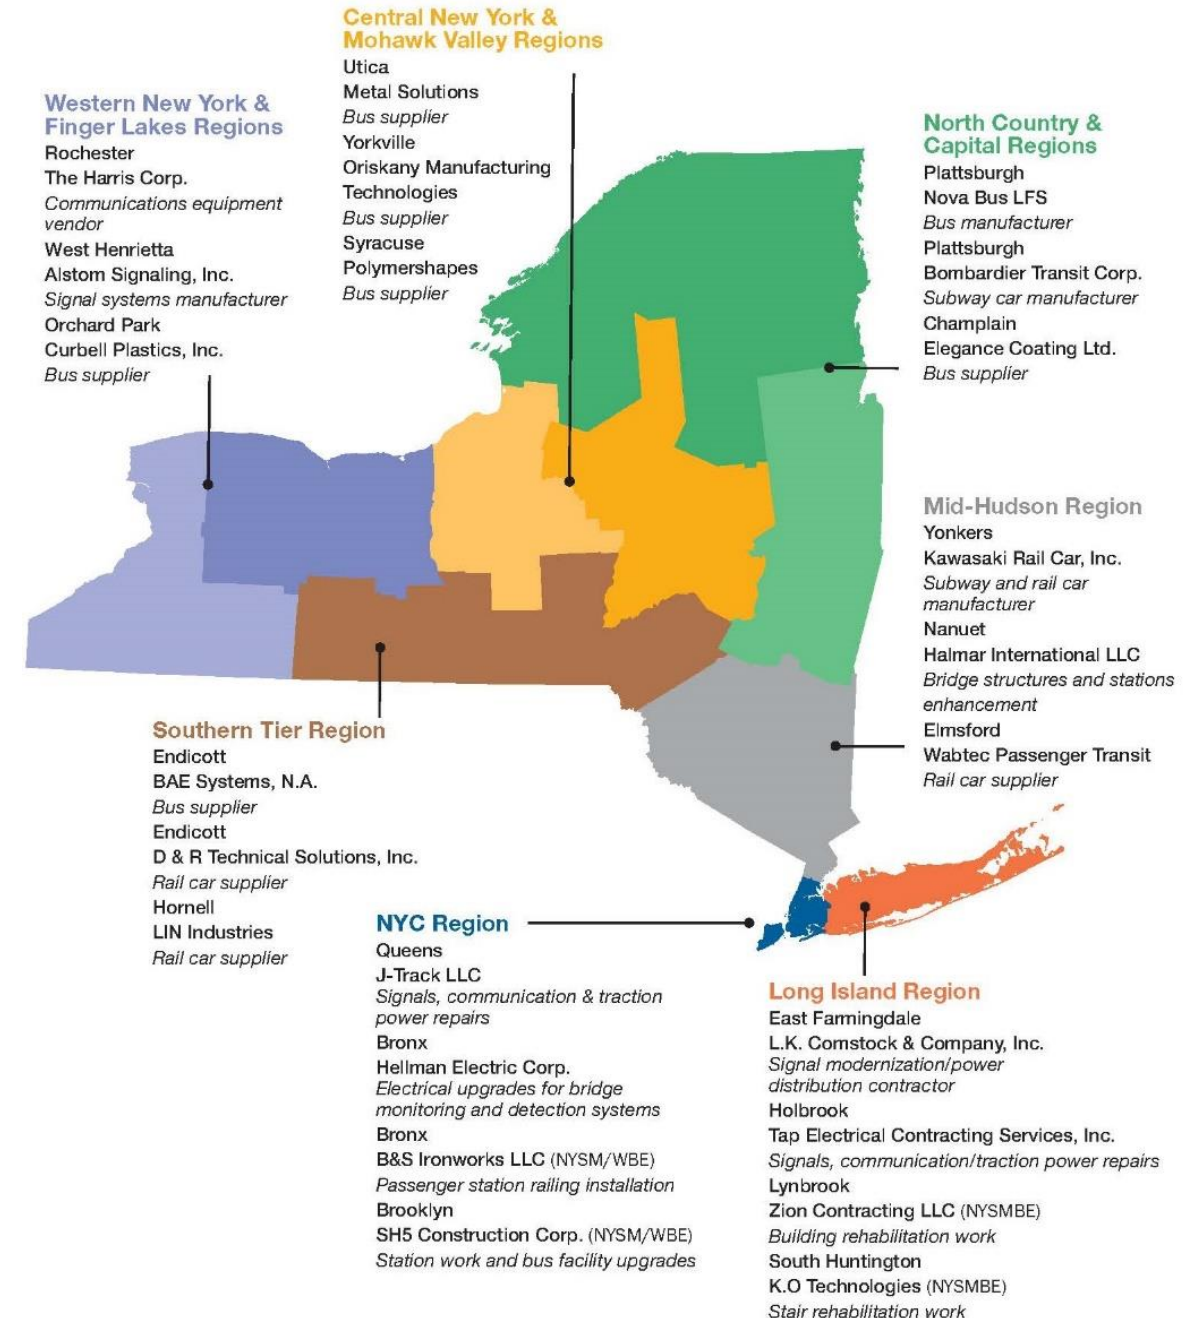 Central New York &
Mohawk Valley Regions
Utica
Metal Solutions
Bus supplier
Yorkville
Oriskany Manufacturing
Technologies
Bus supplier
Syracuse
Polymershapes
Bus supplier
Western New York &
Finger Lakes Regions
Rochester
The Harris Corp.
Communications equipment
vendor
West Henrietta
Alstom Signaling, Inc.
Signal systems manufacturer
Orchard Park
Curbell Plastics, Inc.
Bus supplier
North Country &
Capital Regions
Plattsburgh
Nova Bus LFS
Bus manufacturer
Plattsburgh
Bombardier Transit Corp.
Subway car manufacturer
Champlain
Elegance Coating Ltd.
Bus supplier
Mid-Hudson Region
Yonkers
Kawasaki Rail Car, Inc.
Subway and rail car
manufacturer
Nanuet
Halmar International LLC
Bridge structures and stations
enhancement
Elmsford
Wabtec Passenger Transit
Rail car supplier
Southern Tier Region
Endicott
BAE Systems, N.A.
Bus supplier
Endicott
D & R Technical Solutions, Inc.
Rail car supplier
Hornell
LIN Industries
Rail car supplier
NYC Region
Queens
J-Track LLC
Signals, communication & traction
power repairs
Bronx
Hellman Electric Corp.
Electrical upgrades for bridge
monitoring and detection systems
Bronx
B&S Ironworks LLC (NYSM/WBE)
Passenger station railing installation
Brooklyn
SH5 Construction Corp. (NYSM/WBE)
Station work and bus facility upgrades
Long Island Region
East Farmingdale
L.K. Comstock & Company, Inc.
Signal modernization/power
distribution contractor
Holbrook
Tap Electrical Contracting Services, Inc.
Signals, communication/traction power repairs
Lynbrook
Zion Contracting LLC (NYSMBE)
Building rehabilitation work
South Huntington
K.O Technologies (NYSMBE)
Stair rehabilitation work